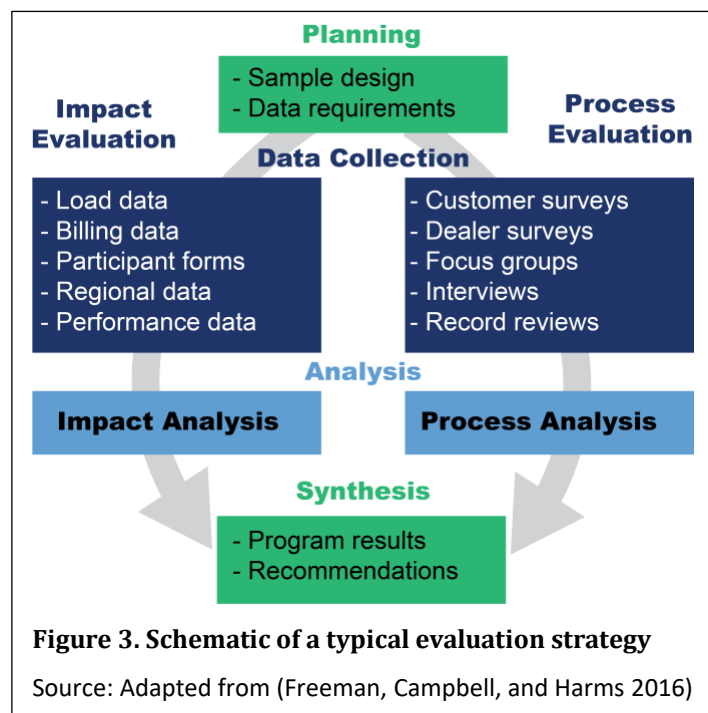 Planning
- Sample design
- Data requirements
Impact
Evaluation
Process
Evaluation
Data Collection
- Load data
- Billing data
- Participant forms
- Regional data
- Performance data
- Customer surveys
- Dealer surveys
- Focus groups
- Interviews
- Record reviews
Analysis
Impact Analysis
Process Analysis
Synthesis
- Program results
- Recommendations
Figure 3. Schematic of a typical evaluation strategy
Source: Adapted from (Freeman, Campbell, and Harms 2016)